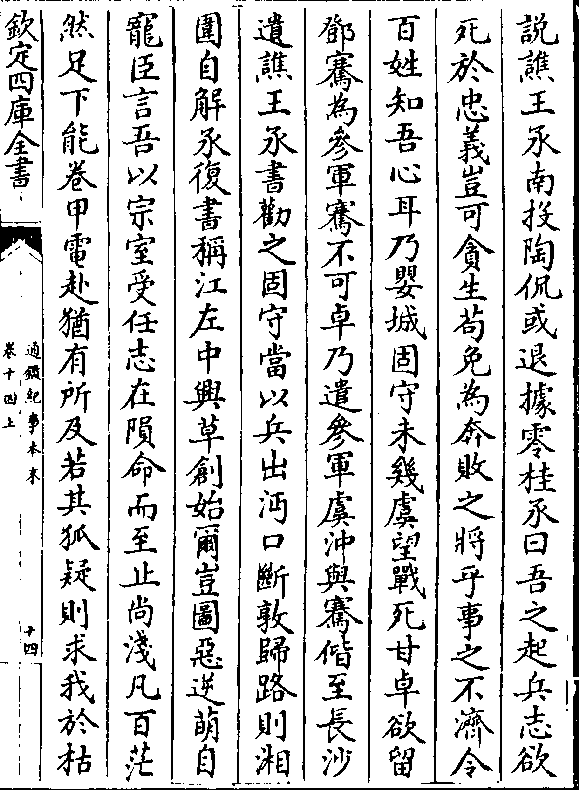 說譙王氶南投陶侃或退據零桂氶曰吾之起兵志欲
死於忠義豈可貪生苟免為奔敗之將乎事之不濟令
百姓知吾心耳乃嬰城固守未幾虞望戰死甘卓欲留
鄧騫為參軍騫不可卓乃遣參軍虞沖與騫偕至長沙
遺譙王氶書勸之固守當以兵出沔口斷敦歸路則湘
圍自解氶復書稱江左中興草創始爾豈圖惡逆萌自
寵臣吾以宗室受任志在隕命而至止尚淺凡百茫
然足下能卷甲電赴猶有所及若其狐疑則求我於枯
欽定四庫全書
通鑑紀事本末
卷十四上
十四